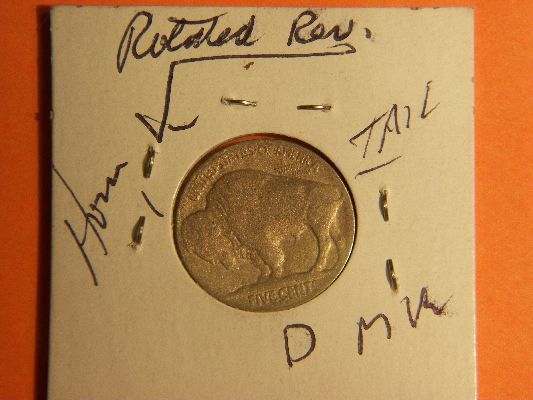 Rotated Rev.
TAIL
Horn
UNITED STATES OF AMERICA
FIVE CENTS
D MK